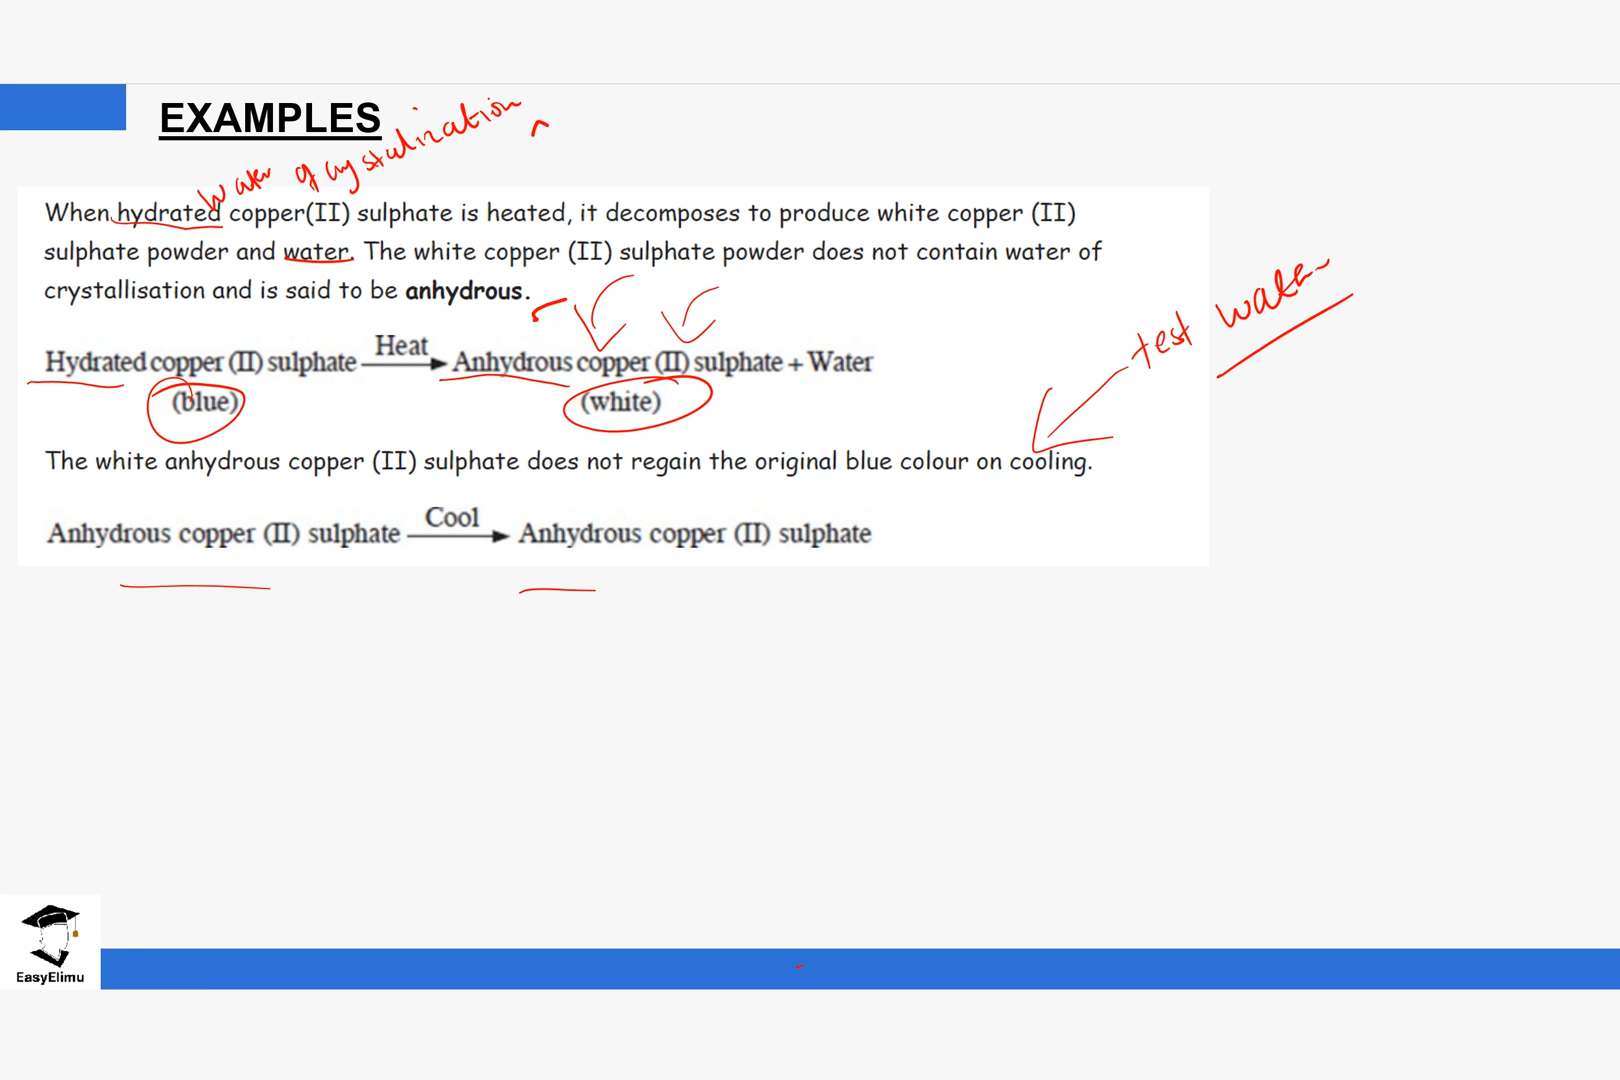 EXAMPLES
Water of crystalization
When hydrated copper(II) sulphate is heated, it decomposes to produce white copper (II)
sulphate powder and water. The white copper (II) sulphate powder does not contain water of
crystallisation and is said to be anhydrous.
test water
Hydrated copper (II) sulphate Heat Anhydrous copper (II) sulphate + Water
(blue) (white)
The white anhydrous copper (II) sulphate does not regain the original blue colour on cooling.
Anhydrous copper (II) sulphate Cool Anhydrous copper (II) sulphate
EasyElimu